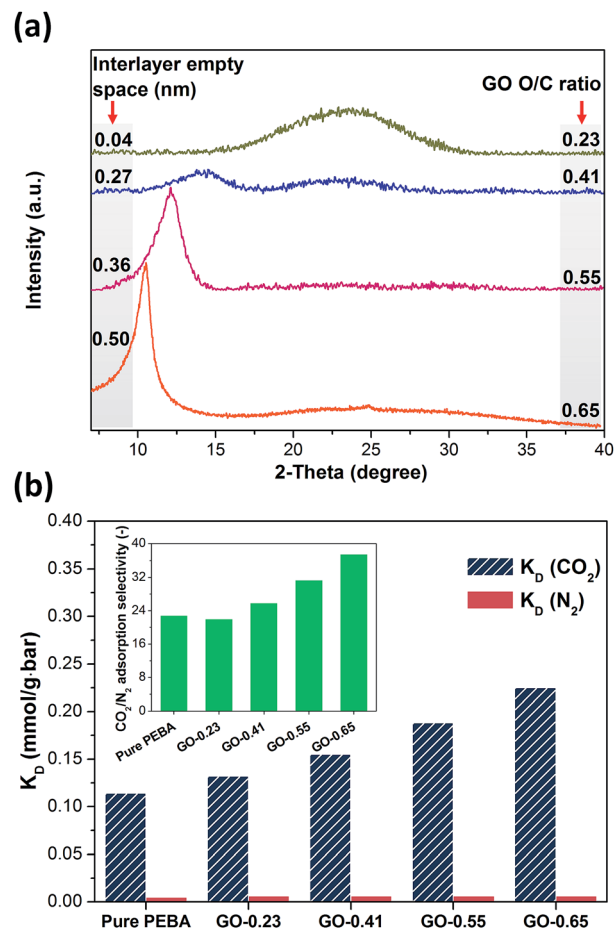 (a)
Interlayer empty
space (nm)
GO O/C ratio
0.04
0.23
0.27
0.41
0.36
0.55
0.50
0.65
Intensity (a.u.)
10 15 20 25 30 35 40
2-Theta (degree)
(b)
0.40
0.35
0.30
0.25
0.20
0.15
0.10
0.05
0.00
K_D (mmol/g·bar)
CO₂/N₂ adsorption selectivity (-)
40
32
24
16
8
0
Pure PEBA
GO-0.23
GO-0.41
GO-0.55
GO-0.65
K_D (CO₂)
K_D (N₂)
Pure PEBA GO-0.23 GO-0.41 GO-0.55 GO-0.65